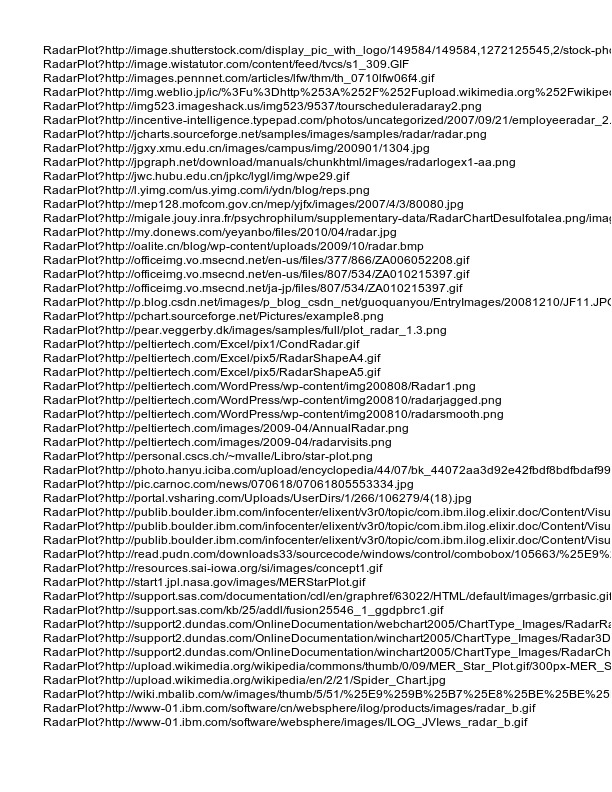 RadarPlot?http://image.shutterstock.com/display_pic_with_logo/149584/149584,1272125545,2/stock-pho
RadarPlot?http://image.wistatutor.com/content/feed/tvcs/s1_309.GIF
RadarPlot?http://images.pennnet.com/articles/lfw/thm/th_0710lfw06f4.gif
RadarPlot?http://img.weblio.jp/ic/%3Fu%3Dhttp%253A%252F%252Fupload.wikimedia.org%252Fwikiped
RadarPlot?http://img523.imageshack.us/img523/9537/tourscheduleradaray2.png
RadarPlot?http://incentive-intelligence.typepad.com/photos/uncategorized/2007/09/21/employeeradar_2.
RadarPlot?http://jcharts.sourceforge.net/samples/images/samples/radar/radar.png
RadarPlot?http://jgxy.xmu.edu.cn/images/campus/img/200901/1304.jpg
RadarPlot?http://jpgraph.net/download/manuals/chunkhtml/images/radarlogex1-aa.png
RadarPlot?http://jwc.hubu.edu.cn/jpkc/lygl/img/wpe29.gif
RadarPlot?http://l.yimg.com/us.yimg.com/i/ydn/blog/reps.png
RadarPlot?http://mep128.mofcom.gov.cn/mep/yjfx/images/2007/4/3/80080.jpg
RadarPlot?http://migale.jouy.inra.fr/psychrophilum/supplementary-data/RadarChartDesulfotalea.png/imag
RadarPlot?http://my.donews.com/yeyanbo/files/2010/04/radar.jpg
RadarPlot?http://oalite.cn/blog/wp-content/uploads/2009/10/radar.bmp
RadarPlot?http://officeimg.vo.msecnd.net/en-us/files/377/866/ZA006052208.gif
RadarPlot?http://officeimg.vo.msecnd.net/en-us/files/807/534/ZA010215397.gif
RadarPlot?http://officeimg.vo.msecnd.net/ja-jp/files/807/534/ZA010215397.gif
RadarPlot?http://p.blog.csdn.net/images/p_blog_csdn_net/guoquanyou/EntryImages/20081210/JF11.JPG
RadarPlot?http://pchart.sourceforge.net/Pictures/example8.png
RadarPlot?http://pear.veggerby.dk/images/samples/full/plot_radar_1.3.png
RadarPlot?http://peltiertech.com/Excel/pix1/CondRadar.gif
RadarPlot?http://peltiertech.com/Excel/pix5/RadarShapeA4.gif
RadarPlot?http://peltiertech.com/Excel/pix5/RadarShapeA5.gif
RadarPlot?http://peltiertech.com/WordPress/wp-content/img200808/Radar1.png
RadarPlot?http://peltiertech.com/WordPress/wp-content/img200810/radarjagged.png
RadarPlot?http://peltiertech.com/WordPress/wp-content/img200810/radarsmooth.png
RadarPlot?http://peltiertech.com/images/2009-04/AnnualRadar.png
RadarPlot?http://peltiertech.com/images/2009-04/radarvisits.png
RadarPlot?http://personal.cscs.ch/~mvalle/Libro/star-plot.png
RadarPlot?http://photo.hanyu.iciba.com/upload/encyclopedia/44/07/bk_44072aa3d92e42fbdf8bdfbdaf99
RadarPlot?http://pic.carnoc.com/news/070618/07061805553334.jpg
RadarPlot?http://portal.vsharing.com/Uploads/UserDirs/1/266/106279/4(18).jpg
RadarPlot?http://publib.boulder.ibm.com/infocenter/elixent/v3r0/topic/com.ibm.ilog.elixir.doc/Content/Visu
RadarPlot?http://publib.boulder.ibm.com/infocenter/elixent/v3r0/topic/com.ibm.ilog.elixir.doc/Content/Visu
RadarPlot?http://publib.boulder.ibm.com/infocenter/elixent/v3r0/topic/com.ibm.ilog.elixir.doc/Content/Visu
RadarPlot?http://read.pudn.com/downloads33/sourcecode/windows/control/combobox/105663/%25E9%
RadarPlot?http://resources.sai-iowa.org/si/images/concept1.gif
RadarPlot?http://start1.jpl.nasa.gov/images/MERStarPlot.gif
RadarPlot?http://support.sas.com/documentation/cdl/en/graphref/63022/HTML/default/images/grrbasic.gif
RadarPlot?http://support.sas.com/kb/25/addl/fusion25546_1_ggdpbrc1.gif
RadarPlot?http://support2.dundas.com/OnlineDocumentation/webchart2005/ChartType_Images/RadarRa
RadarPlot?http://support2.dundas.com/OnlineDocumentation/winchart2005/ChartType_Images/Radar3D
RadarPlot?http://support2.dundas.com/OnlineDocumentation/winchart2005/ChartType_Images/RadarCh
RadarPlot?http://upload.wikimedia.org/wikipedia/commons/thumb/0/09/MER_Star_Plot.gif/300px-MER_S
RadarPlot?http://upload.wikimedia.org/wikipedia/en/2/21/Spider_Chart.jpg
RadarPlot?http://wiki.mbalib.com/w/images/thumb/5/51/%25E9%259B%25B7%25E8%25BE%25BE%25
RadarPlot?http://www-01.ibm.com/software/cn/websphere/ilog/products/images/radar_b.gif
RadarPlot?http://www-01.ibm.com/software/websphere/images/ILOG_JVIews_radar_b.gif